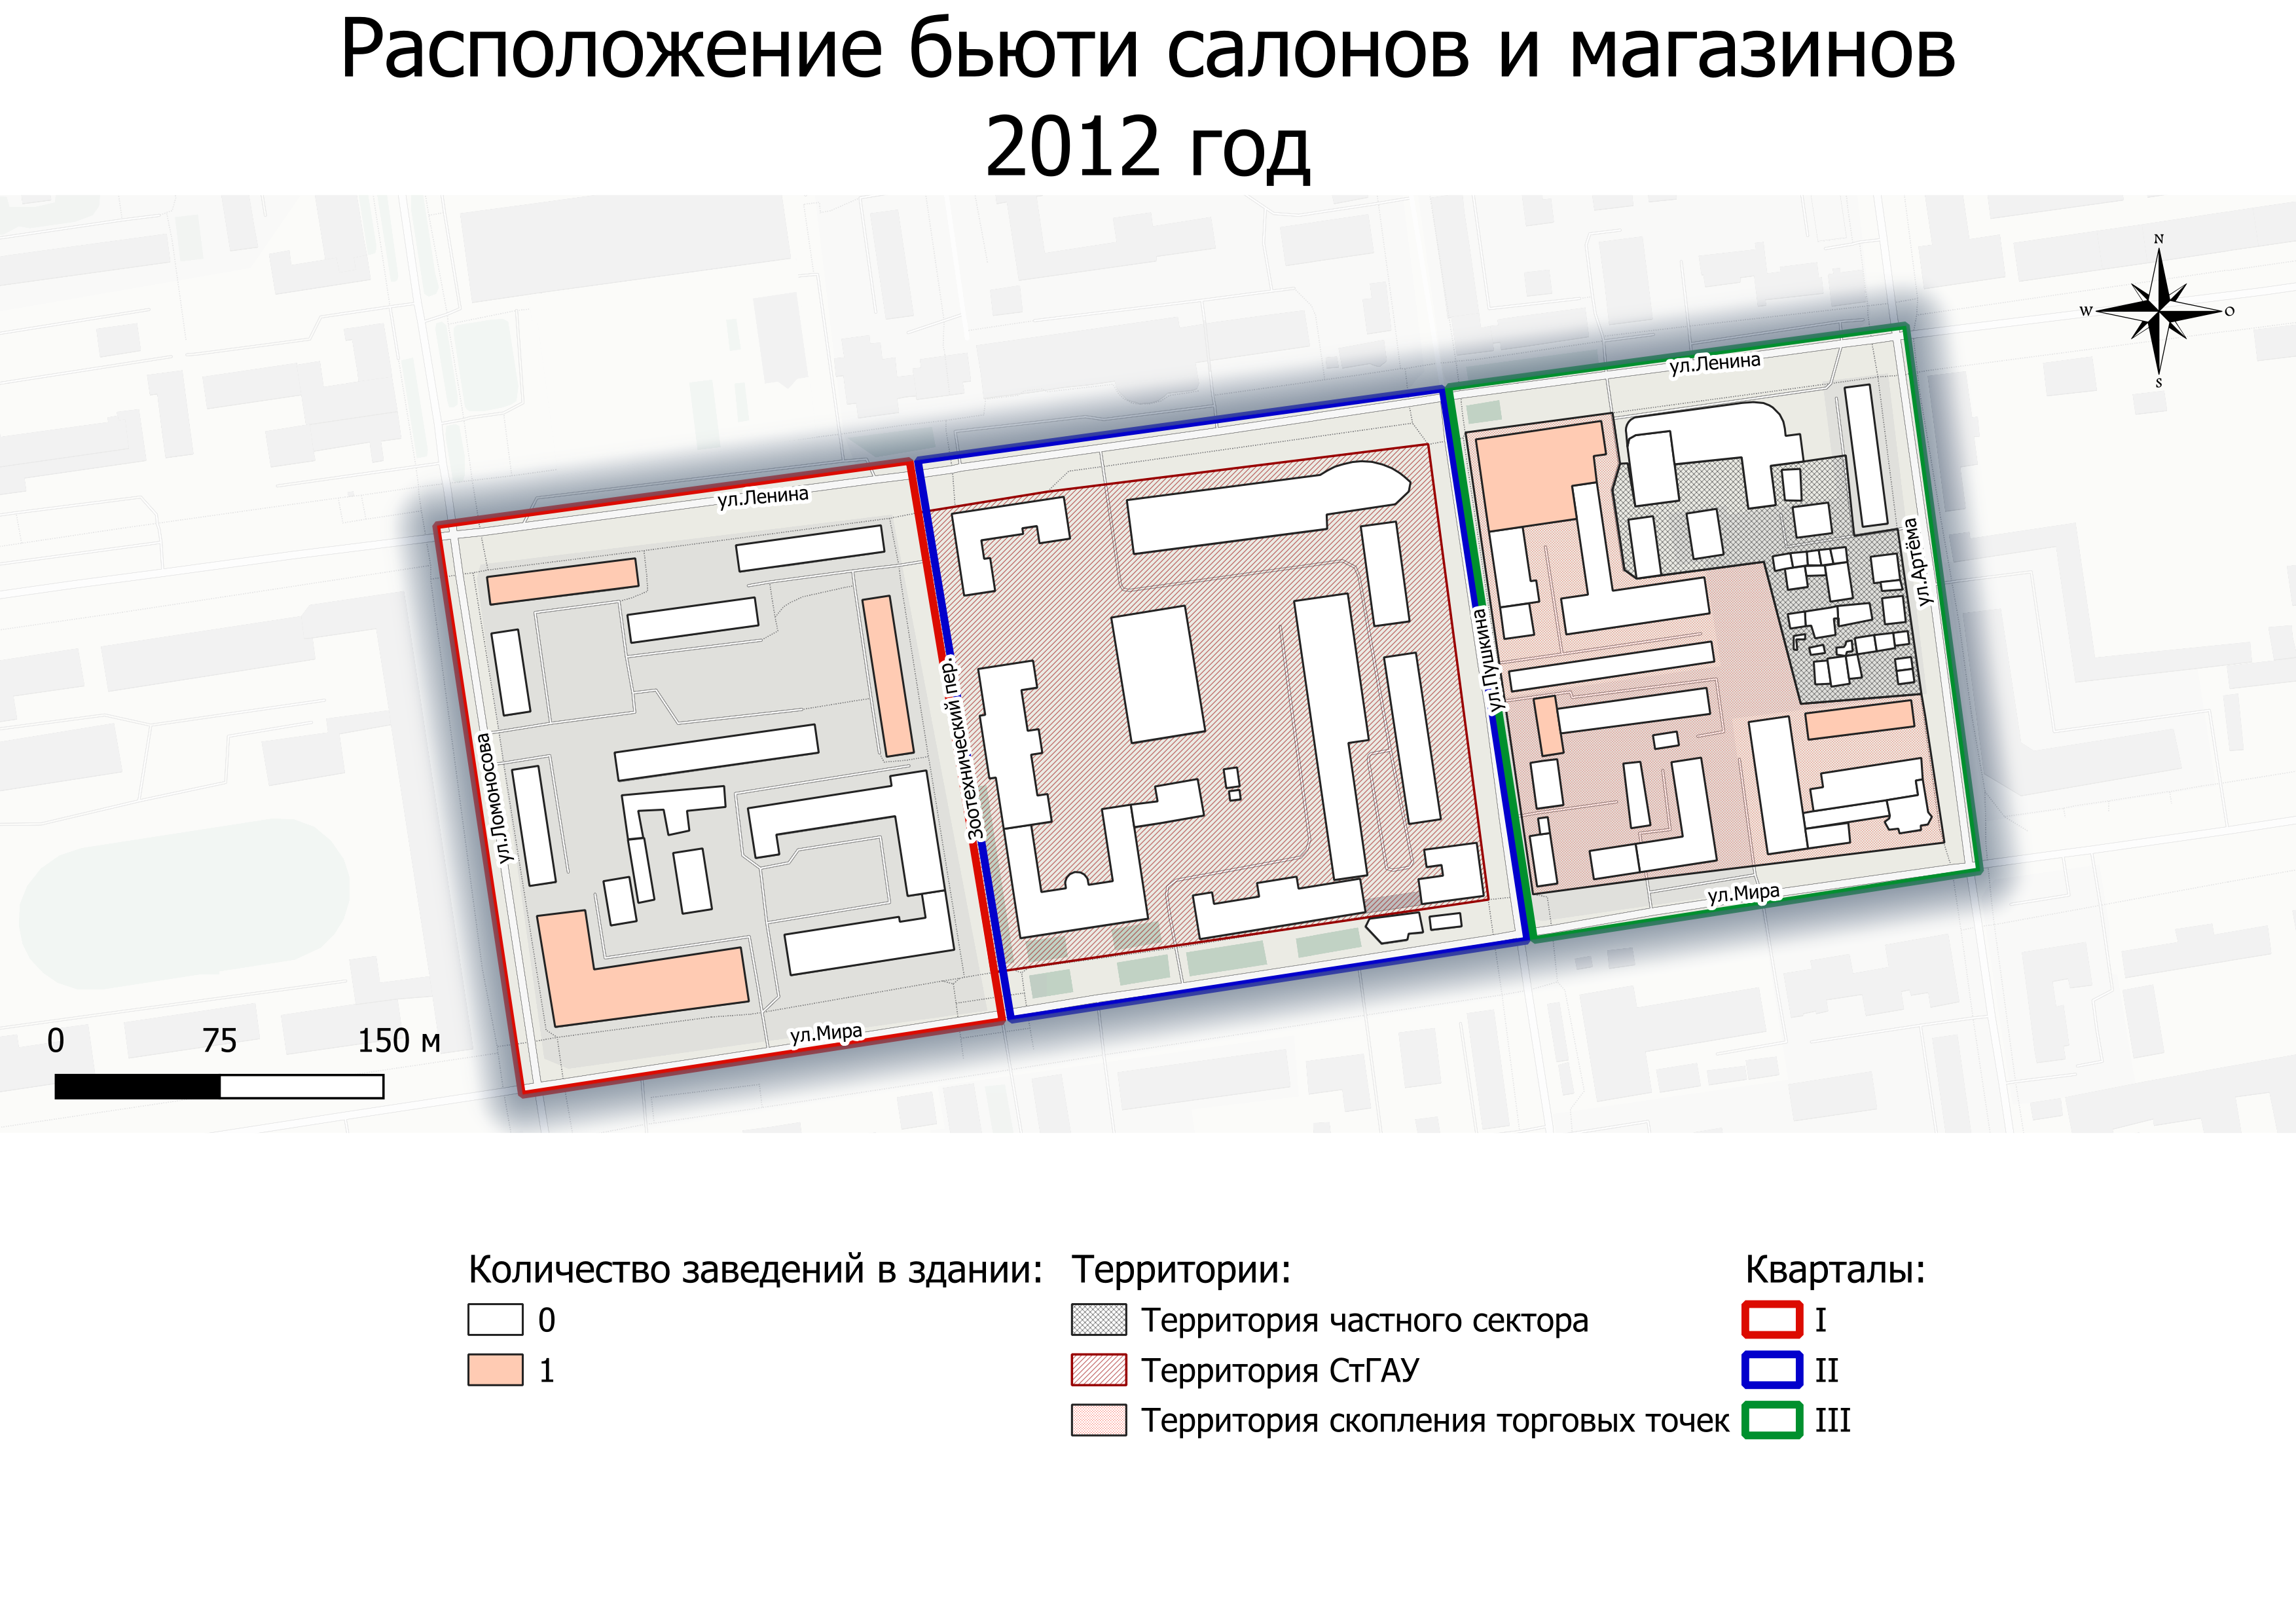 Расположение бьюти салонов и магазинов
2012 год
N
W
O
S
ул.Ленина
ул.Ленина
ул.Артёма
ул.Пушкина
Зоотехнический пер.
ул.Ломоносова
ул.Мира
ул.Мира
0 75 150 м
Количество заведений в здании:
0
1
Территории:
Территория частного сектора
Территория СтГАУ
Территория скопления торговых точек
Кварталы:
I
II
III